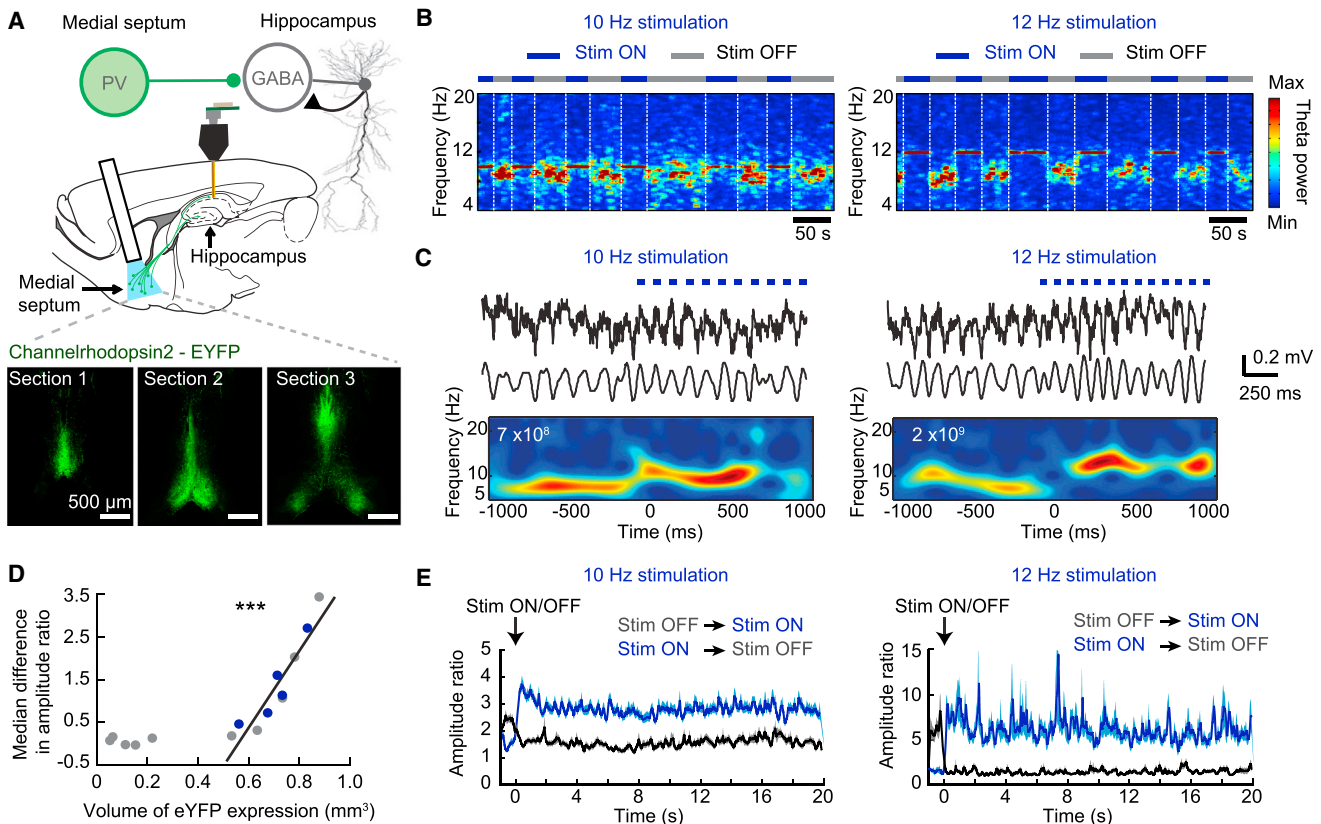 A
Medial septum
Hippocampus
PV
GABA
Hippocampus
Medial
septum
Channelrhodopsin2 - EYFP
Section 1
Section 2
Section 3
500 µm
B
10 Hz stimulation
Stim ON
Stim OFF
Frequency (Hz)
20
12
4
50 s
12 Hz stimulation
Stim ON
Stim OFF
Frequency (Hz)
20
12
4
50 s
Max
Theta power
Min
C
10 Hz stimulation
12 Hz stimulation
0.2 mV
250 ms
Frequency (Hz)
20
10
5
7 x10⁸
-1000 -500 0 500 1000
Time (ms)
Frequency (Hz)
20
10
5
2 x10⁹
-1000 -500 0 500 1000
Time (ms)
D
Median difference
in amplitude ratio
3.5
2.5
1.5
0.5
-0.5
***
0 0.2 0.4 0.6 0.8 1.0
Volume of eYFP expression (mm³)
E
10 Hz stimulation
Stim ON/OFF
Stim OFF → Stim ON
Stim ON → Stim OFF
Amplitude ratio
5
4
3
2
1
0
0 4 8 12 16 20
Time (s)
12 Hz stimulation
Stim ON/OFF
Stim OFF → Stim ON
Stim ON → Stim OFF
Amplitude ratio
15
10
5
0
0 4 8 12 16 20
Time (s)